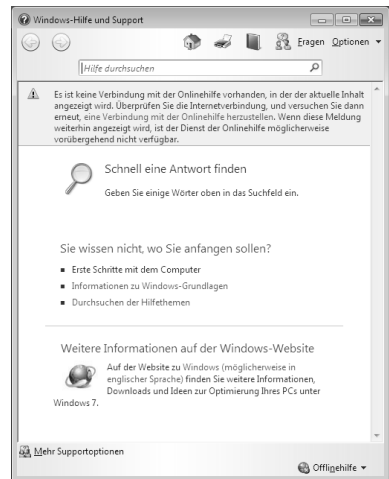 Windows-Hilfe und Support
Fragen Optionen
Hilfe durchsuchen
Es ist keine Verbindung mit der Onlinehilfe vorhanden, in der der aktuelle Inhalt
angezeigt wird. Überprüfen Sie die Internetverbindung, und versuchen Sie dann
erneut, eine Verbindung mit der Onlinehilfe herzustellen. Wenn diese Meldung
weiterhin angezeigt wird, ist der Dienst der Onlinehilfe möglicherweise
vorübergehend nicht verfügbar.
Schnell eine Antwort finden
Geben Sie einige Wörter oben in das Suchfeld ein.
Sie wissen nicht, wo Sie anfangen sollen?
Erste Schritte mit dem Computer
Informationen zu Windows-Grundlagen
Durchsuchen der Hilfethemen
Weitere Informationen auf der Windows-Website
Auf der Website zu Windows (möglicherweise in
englischer Sprache) finden Sie weitere Informationen,
Downloads und Ideen zur Optimierung Ihres PCs unter
Windows 7.
Mehr Supportoptionen
Offlinehilfe